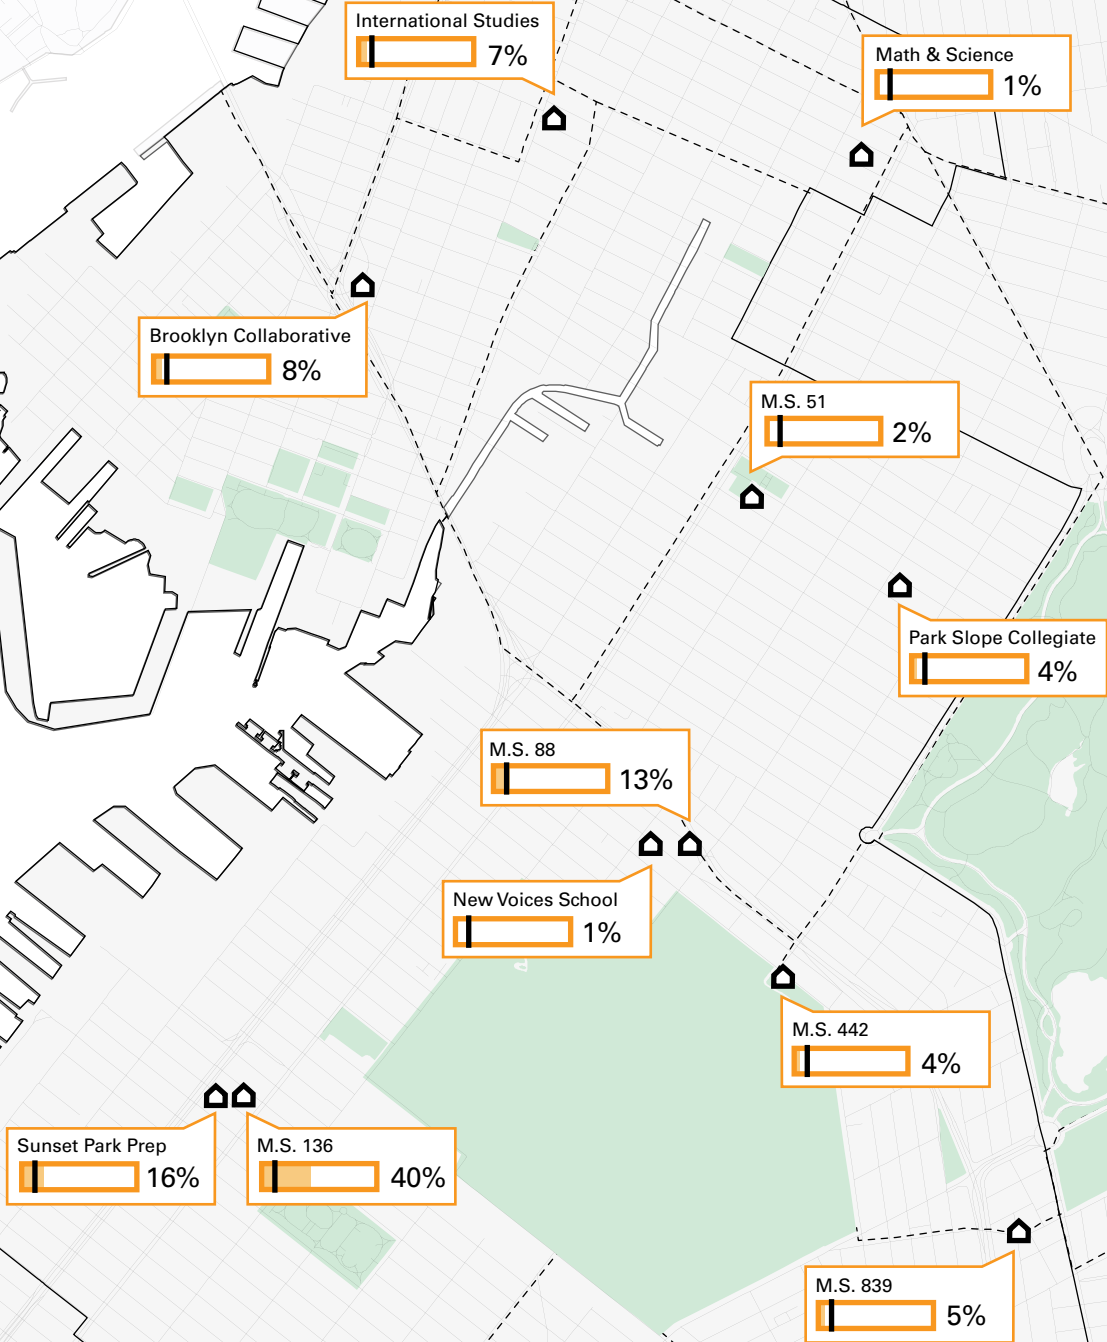 International Studies
7%
Math & Science
1%
Brooklyn Collaborative
8%
M.S. 51
2%
Park Slope Collegiate
4%
M.S. 88
13%
New Voices School
1%
M.S. 442
4%
Sunset Park Prep
16%
M.S. 136
40%
M.S. 839
5%